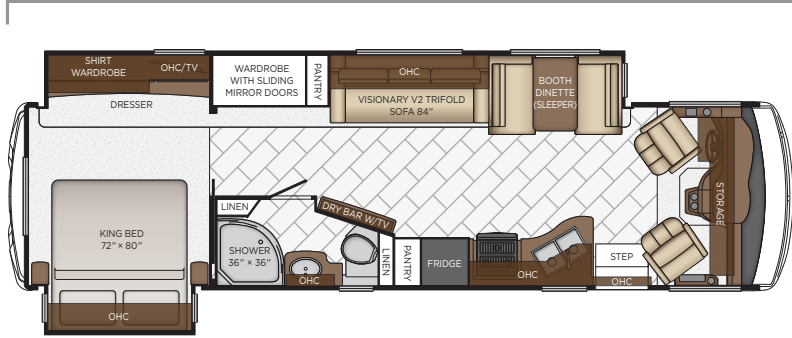 SHIRT
WARDROBE
OHC/TV
DRESSER
WARDROBE
WITH SLIDING
MIRROR DOORS
PANTRY
OHC
VISIONARY V2 TRIFOLD
SOFA 84"
BOOTH
DINETTE
(SLEEPER)
STORAGE
KING BED
72" × 80"
OHC
LINEN
SHOWER
36" × 36"
OHC
DRY BAR W/TV
LINEN
PANTRY
FRIDGE
OHC
STEP
OHC